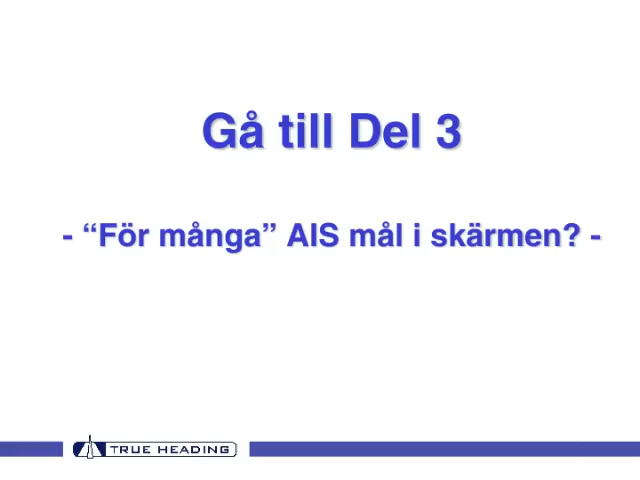 Gå till Del 3
- “För många” AIS mål i skärmen? -
TRUE HEADING